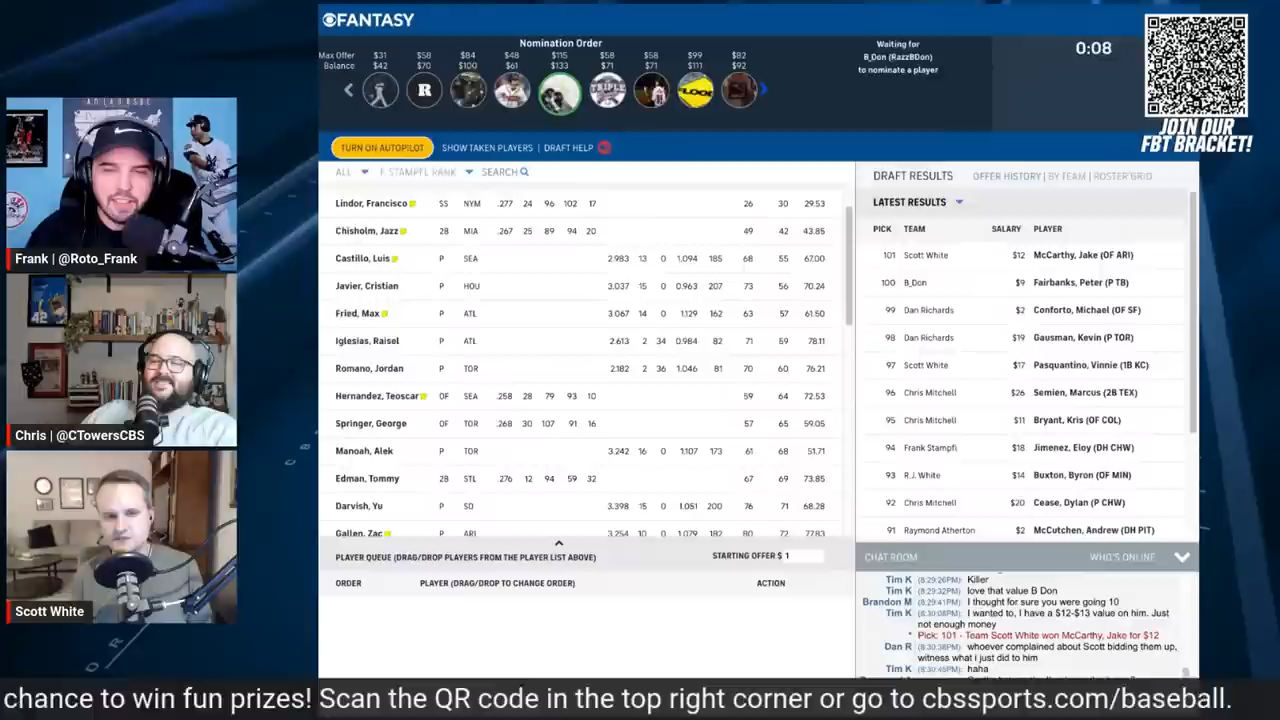 FANTASY
Nomination Order
Max Offer $31 $58 $84 $48 $115 $58 $58 $99 $82
Balance $42 $70 $100 $61 $133 $71 $71 $111 $92
R
TRIPLE
Waiting for
B_Don (RazzBDon)
to nominate a player
0:08
JOIN OUR
FBT BRACKET!
TURN ON AUTOPILOT SHOW TAKEN PLAYERS | DRAFT HELP
ALL F. STAMPFL RANK SEARCH
Lindor, Francisco SS NYM .277 24 96 102 17 26 30 29.53
Chisholm, Jazz 2B MIA .267 25 89 94 20 49 42 43.85
Castillo, Luis P SEA 2.983 13 0 1.094 185 68 55 67.00
Javier, Cristian P HOU 3.037 15 0 0.963 207 73 56 70.24
Fried, Max P ATL 3.067 14 0 1.129 162 63 57 61.50
Iglesias, Raisel P ATL 2.613 2 34 0.984 82 71 59 78.11
Romano, Jordan P TOR 2.182 2 36 1.046 81 70 60 76.21
Hernandez, Teoscar OF SEA .258 28 79 93 10 59 64 72.53
Springer, George OF TOR .268 30 107 91 16 57 65 59.05
Manoah, Alek P TOR 3.242 16 0 1.107 173 61 68 51.71
Edman, Tommy 2B STL .276 12 94 59 32 67 69 73.85
Darvish, Yu P SD 3.398 15 0 1.051 200 76 71 68.28
Gallen, Zac P ARI 3.254 10 0 1.079 182 80 72 77.83
PLAYER QUEUE (DRAG/DROP PLAYERS FROM THE PLAYER LIST ABOVE) STARTING OFFER $ 1
ORDER PLAYER (DRAG/DROP TO CHANGE ORDER) ACTION
DRAFT RESULTS OFFER HISTORY | BY TEAM | ROSTER GRID
LATEST RESULTS
PICK TEAM SALARY PLAYER
101 Scott White $12 McCarthy, Jake (OF ARI)
100 B_Don $9 Fairbanks, Peter (P TB)
99 Dan Richards $2 Conforto, Michael (OF SF)
98 Dan Richards $19 Gausman, Kevin (P TOR)
97 Scott White $17 Pasquantino, Vinnie (1B KC)
96 Chris Mitchell $26 Semien, Marcus (2B TEX)
95 Chris Mitchell $11 Bryant, Kris (OF COL)
94 Frank Stampfl $18 Jimenez, Eloy (DH CHW)
93 R.J. White $14 Buxton, Byron (OF MIN)
92 Chris Mitchell $20 Cease, Dylan (P CHW)
91 Raymond Atherton $2 McCutchen, Andrew (DH PIT)
CHAT ROOM WHO'S ONLINE
Tim K (8:29:26PM): Killer
Tim K (8:29:32PM): love that value B Don
Brandon M (8:29:41PM): I thought for sure you were going 10
Tim K (8:30:08PM): I wanted to, I have a $12-$13 value on him. Just
not enough money
* Pick: 101 - Team Scott White won McCarthy, Jake for $12
Dan R (8:30:38PM): whoever complained about Scott bidding them up,
witness what i just did to him
Tim K (8:30:45PM): haha
Frank | @Roto_Frank
Chris | @CTowersCBS
Scott White
chance to win fun prizes! Scan the QR code in the top right corner or go to cbssports.com/baseball.